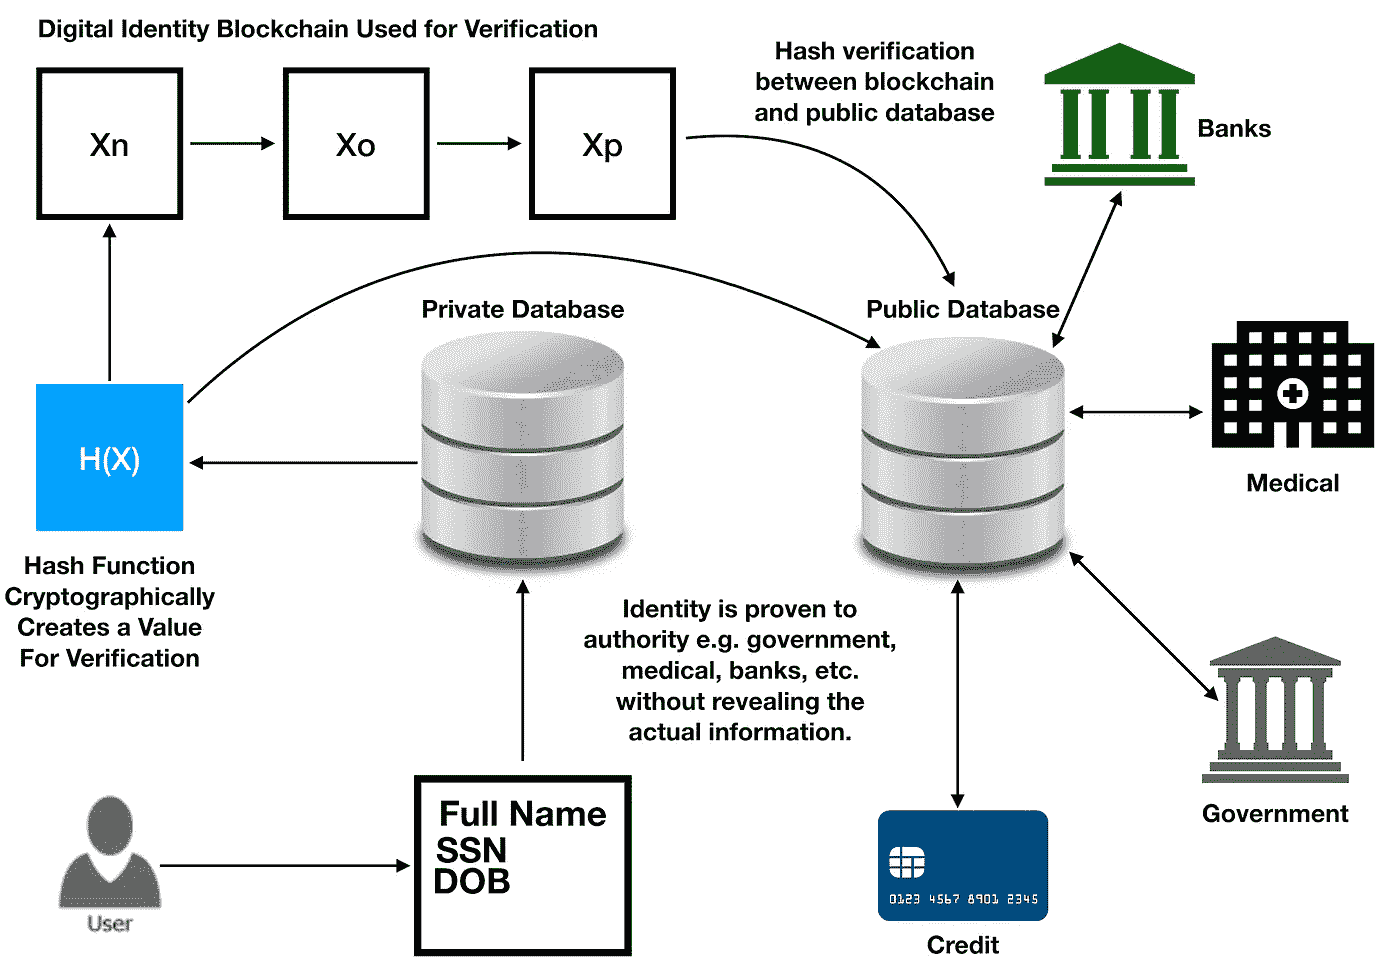 Digital Identity Blockchain Used for Verification
Xn
Xo
Xp
Hash verification
between blockchain
and public database
Banks
Private Database
Public Database
H(X)
Medical
Hash Function
Cryptographically
Creates a Value
For Verification
Identity is proven to
authority e.g. government,
medical, banks, etc.
without revealing the
actual information.
Government
Full Name
SSN
DOB
User
0123 4567 8901 2345
Credit